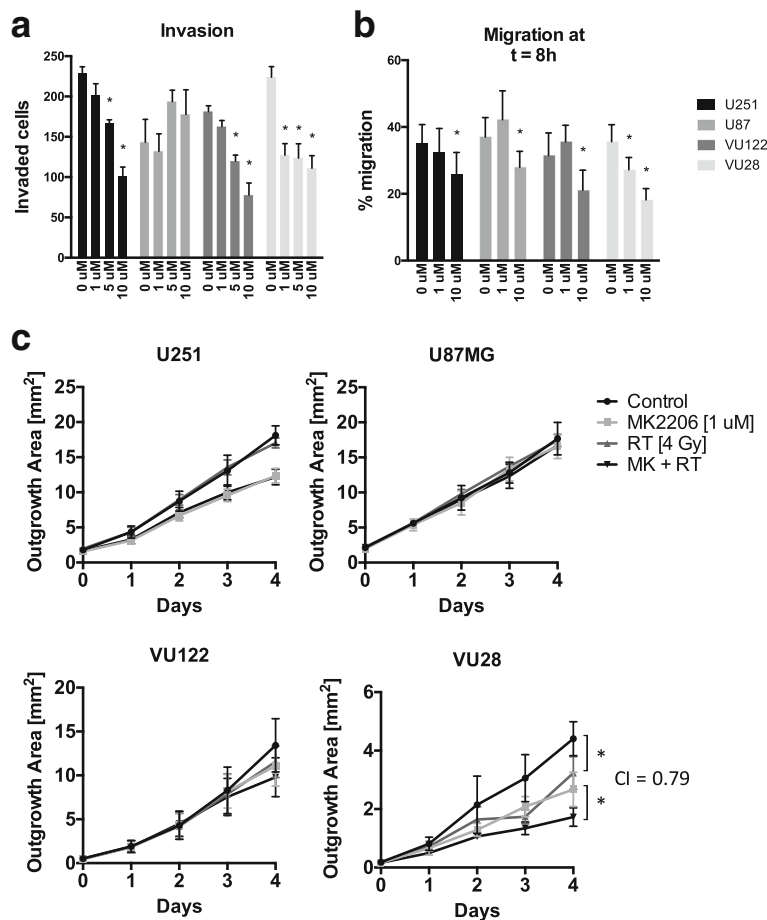 a
Invasion
Invaded cells
250
200
150
100
50
0
* * * * * * *
0 uM 1 uM 5 uM 10 uM 0 uM 1 uM 5 uM 10 uM 0 uM 1 uM 5 uM 10 uM 0 uM 1 uM 5 uM 10 uM
b
Migration at
t = 8h
% migration
60
40
20
0
* * * * *
0 uM 1 uM 10 uM 0 uM 1 uM 10 uM 0 uM 1 uM 10 uM 0 uM 1 uM 10 uM
U251
U87
VU122
VU28
c
U251
Outgrowth Area [mm²]
25
20
15
10
5
0
0 1 2 3 4
Days
U87MG
Outgrowth Area [mm²]
25
20
15
10
5
0
0 1 2 3 4
Days
Control
MK2206 [1 uM]
RT [4 Gy]
MK + RT
VU122
Outgrowth Area [mm²]
20
15
10
5
0
0 1 2 3 4
Days
VU28
Outgrowth Area [mm²]
6
4
2
0
0 1 2 3 4
Days
*
*
CI = 0.79